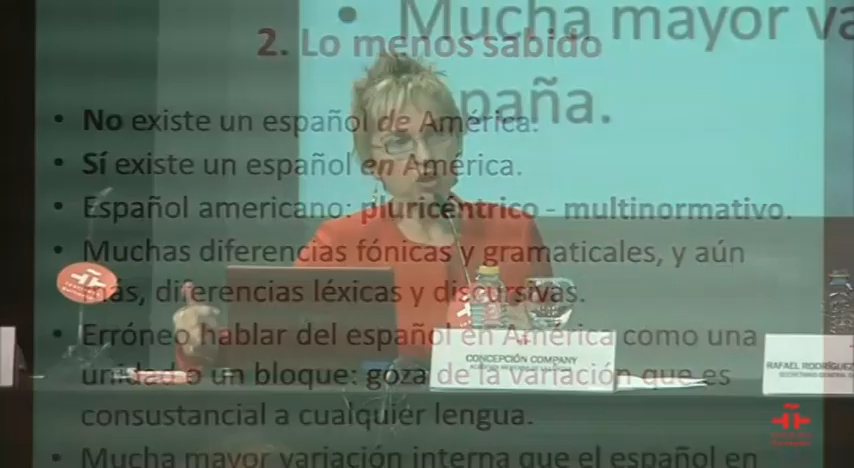 • Mucha mayor va
2. Lo menos sabido
spaña.
• No existe un español de América.
• Sí existe un español en América.
• Español americano: pluricéntrico - multinormativo.
• Muchas diferencias fónicas y gramaticales, y aún
más, diferencias léxicas y discursivas.
• Erróneo hablar del español en América como una
unidad o un bloque: goza de la variación que es
consustancial a cualquier lengua.
• Mucha mayor variación interna que el español en
CONCEPCIÓN COMPANY
RAFAEL RODRÍGUEZ